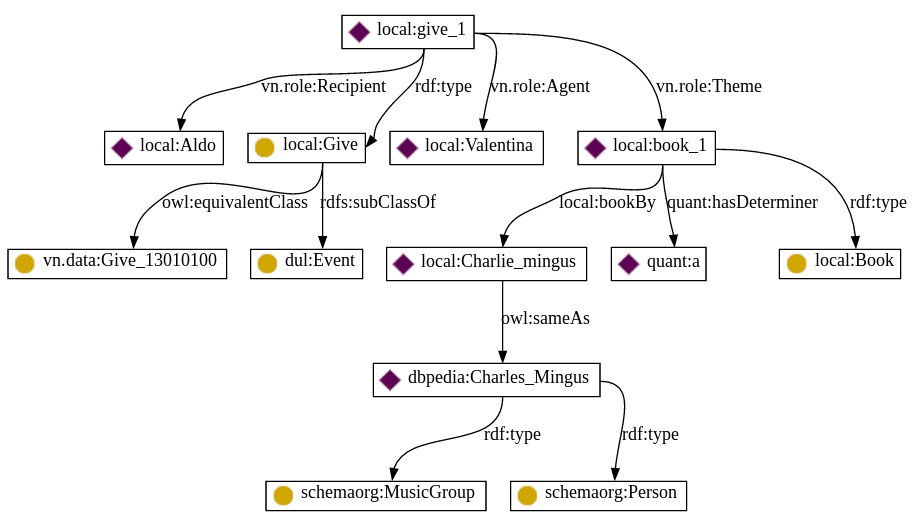 local:give_1
vn.role:Recipient
rdf:type
vn.role:Agent
vn.role:Theme
local:Aldo
local:Give
local:Valentina
local:book_1
owl:equivalentClass
rdfs:subClassOf
local:bookBy
quant:hasDeterminer
rdf:type
vn.data:Give_13010100
dul:Event
local:Charlie_mingus
quant:a
local:Book
owl:sameAs
dbpedia:Charles_Mingus
rdf:type
rdf:type
schemaorg:MusicGroup
schemaorg:Person